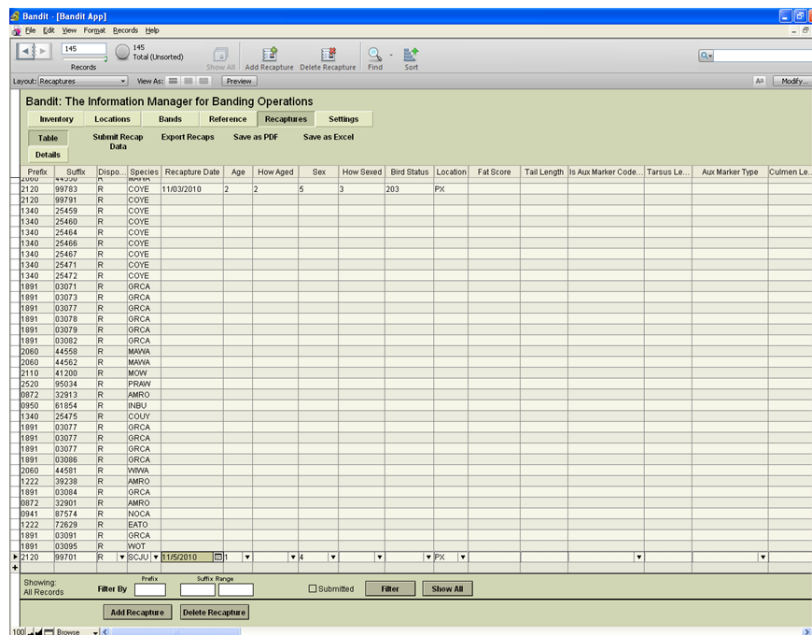 Bandit - [Bandit App]
File Edit View Format Records Help
145
Records
145
Total (Unsorted)
Show All Add Recapture Delete Recapture Find Sort
Layout: Recaptures View As: Preview Aa Modify...
Bandit: The Information Manager for Banding Operations
Inventory Locations Bands Reference Recaptures Settings
Table Submit Recap Data Export Recaps Save as PDF Save as Excel
Details
Prefix Suffix Dispo... Species Recapture Date Age How Aged Sex How Sexed Bird Status Location Fat Score Tail Length Is Aux Marker Code... Tarsus Le... Aux Marker Type Culmen Le...
2060 44550 R MAWA
2120 99783 R COYE 11/03/2010 2 2 5 3 203 PX
2120 99791 R COYE
1340 25459 R COYE
1340 25460 R COYE
1340 25464 R COYE
1340 25466 R COYE
1340 25467 R COYE
1340 25471 R COYE
1340 25472 R COYE
1891 03071 R GRCA
1891 03073 R GRCA
1891 03077 R GRCA
1891 03078 R GRCA
1891 03079 R GRCA
1891 03082 R GRCA
2060 44558 R MAWA
2060 44562 R MAWA
2110 41200 R MOW
2520 95034 R PRAW
0872 32913 R AMRO
0950 61854 R INBU
1340 25475 R COUY
1891 03077 R GRCA
1891 03077 R GRCA
1891 03077 R GRCA
1891 03086 R GRCA
2060 44581 R WIWA
1222 39238 R AMRO
1891 03084 R GRCA
0872 32901 R AMRO
0941 87574 R NOCA
1222 72629 R EATO
1891 03091 R GRCA
1891 03095 R WOT
2120 99701 R SCJU 11/5/2010 1 4 PX
Showing:
All Records
Filter By Prefix Suffix Range Submitted Filter Show All
Add Recapture Delete Recapture
100 Browse